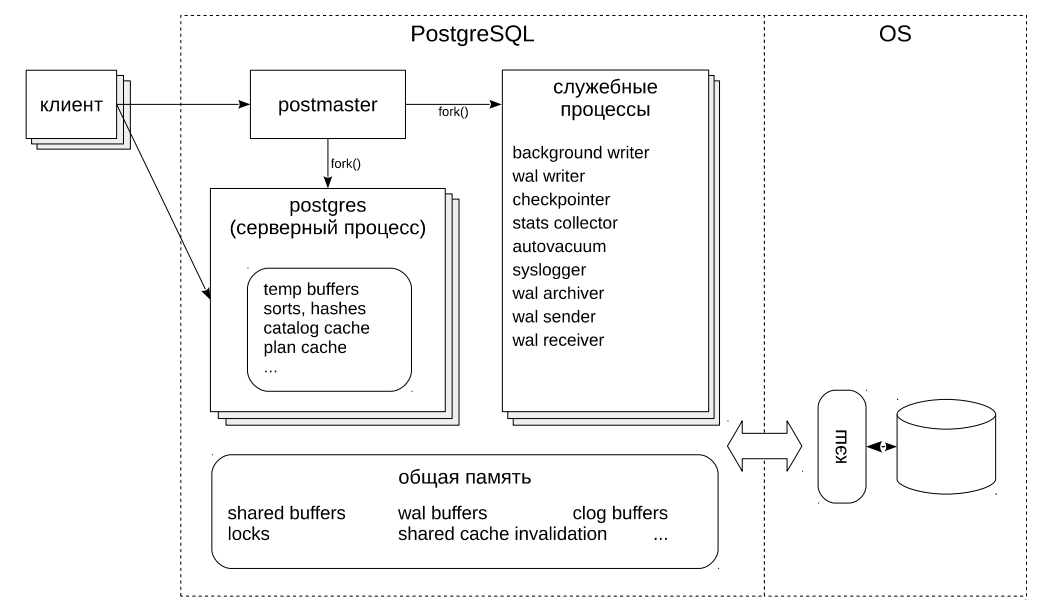 PostgreSQL
OS
клиент
postmaster
fork()
fork()
служебные
процессы
background writer
wal writer
checkpointer
stats collector
autovacuum
syslogger
wal archiver
wal sender
wal receiver
postgres
(серверный процесс)
temp buffers
sorts, hashes
catalog cache
plan cache
...
кэш
общая память
shared buffers wal buffers clog buffers
locks shared cache invalidation ...